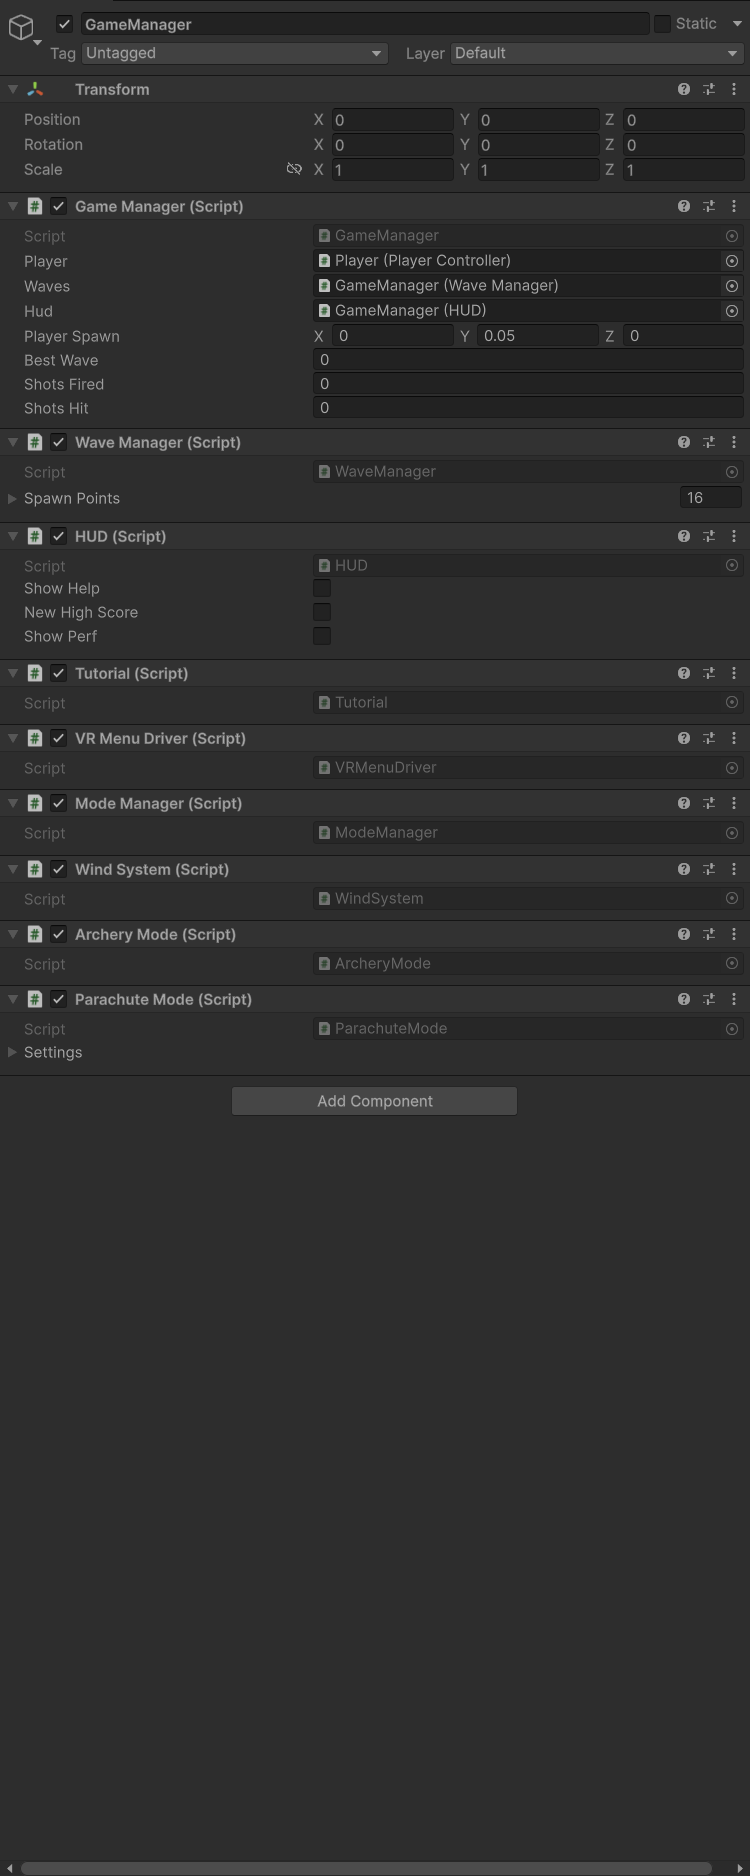 GameManager Static
Tag Untagged Layer Default
Transform
Position X 0 Y 0 Z 0
Rotation X 0 Y 0 Z 0
Scale X 1 Y 1 Z 1
# Game Manager (Script)
Script # GameManager
Player # Player (Player Controller)
Waves # GameManager (Wave Manager)
Hud # GameManager (HUD)
Player Spawn X 0 Y 0.05 Z 0
Best Wave 0
Shots Fired 0
Shots Hit 0
# Wave Manager (Script)
Script # WaveManager
Spawn Points 16
# HUD (Script)
Script # HUD
Show Help
New High Score
Show Perf
# Tutorial (Script)
Script # Tutorial
# VR Menu Driver (Script)
Script # VRMenuDriver
# Mode Manager (Script)
Script # ModeManager
# Wind System (Script)
Script # WindSystem
# Archery Mode (Script)
Script # ArcheryMode
# Parachute Mode (Script)
Script # ParachuteMode
Settings
Add Component